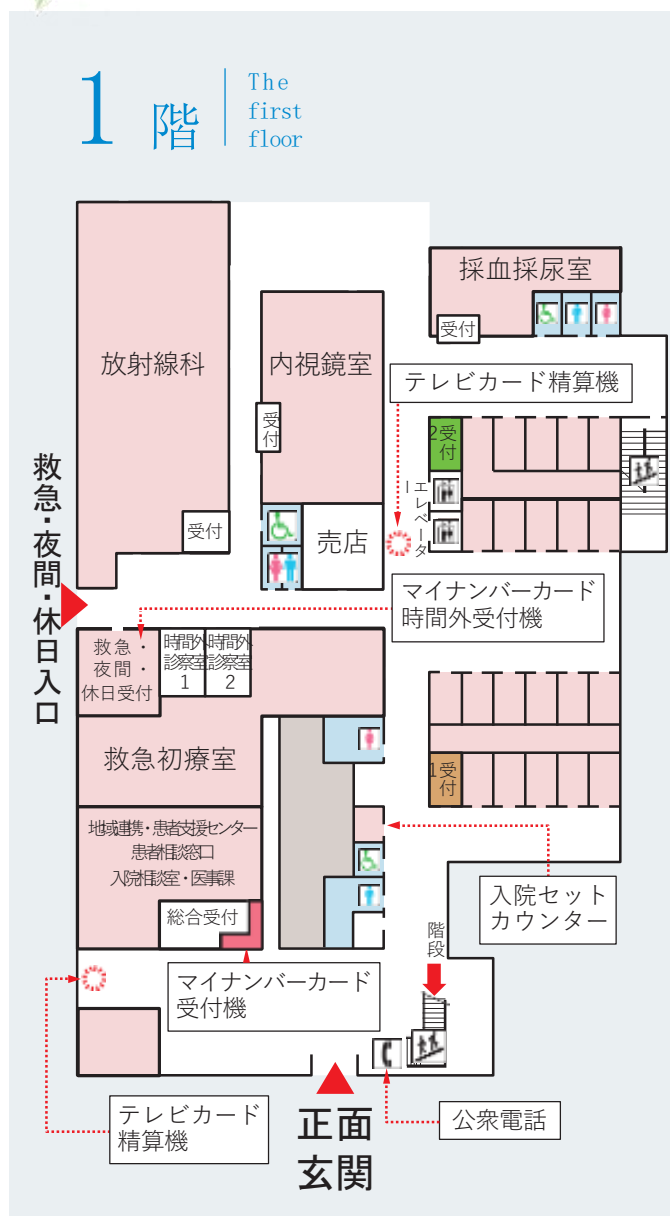 1階
The
first
floor
採血採尿室
受付
放射線科
内視鏡室
テレビカード精算機
受付
2受付
エレベーター
受付
売店
救急・夜間・休日入口
マイナンバーカード
時間外受付機
救急・
夜間・
休日受付
時間外
診察室
1
時間外
診察室
2
救急初療室
1受付
地域連携・患者支援センター
患者相談窓口
入院相談室・医事課
総合受付
入院セット
カウンター
階段
マイナンバーカード
受付機
テレビカード
精算機
正面
玄関
公衆電話